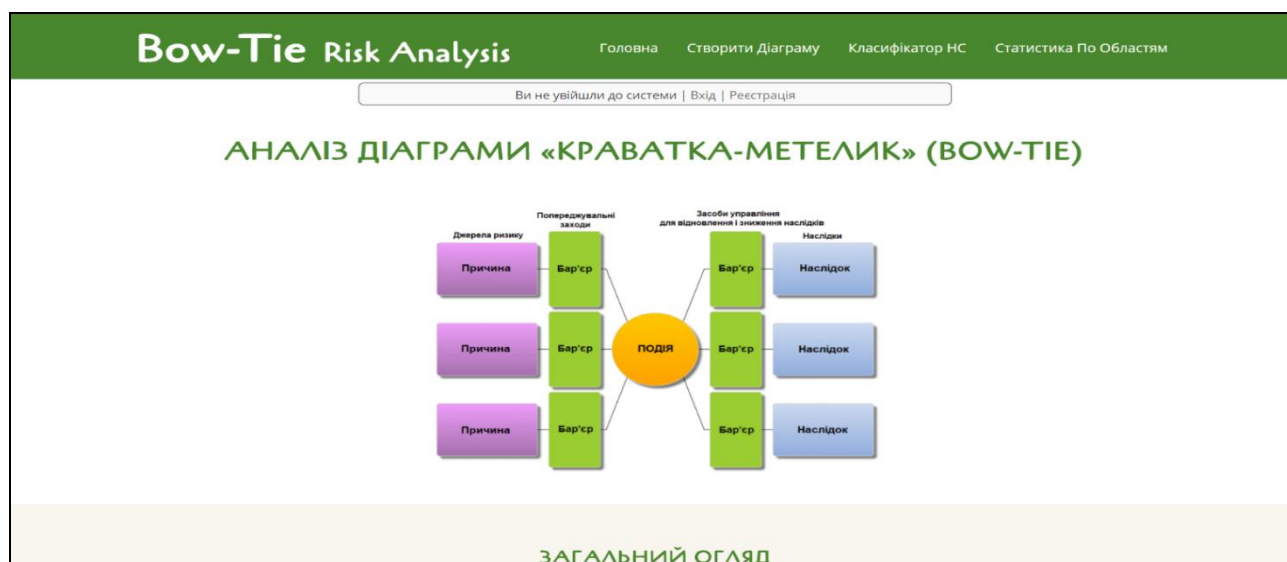 Bow-Tie Risk Analysis
Головна Створити Діаграму Класифікатор НС Статистика По Областям
Ви не увійшли до системи | Вхід | Реєстрація
АНАЛІЗ ДІАГРАМИ «КРАВАТКА-МЕТЕЛИК» (BOW-TIE)
Попереджувальні
заходи
Засоби управління
для відновлення і зниження наслідків
Джерела ризику
Наслідки
Причина Бар'єр Бар'єр Наслідок
Причина Бар'єр ПОДІЯ Бар'єр Наслідок
Причина Бар'єр Бар'єр Наслідок
ЗАГАЛЬНИЙ ОГЛЯД